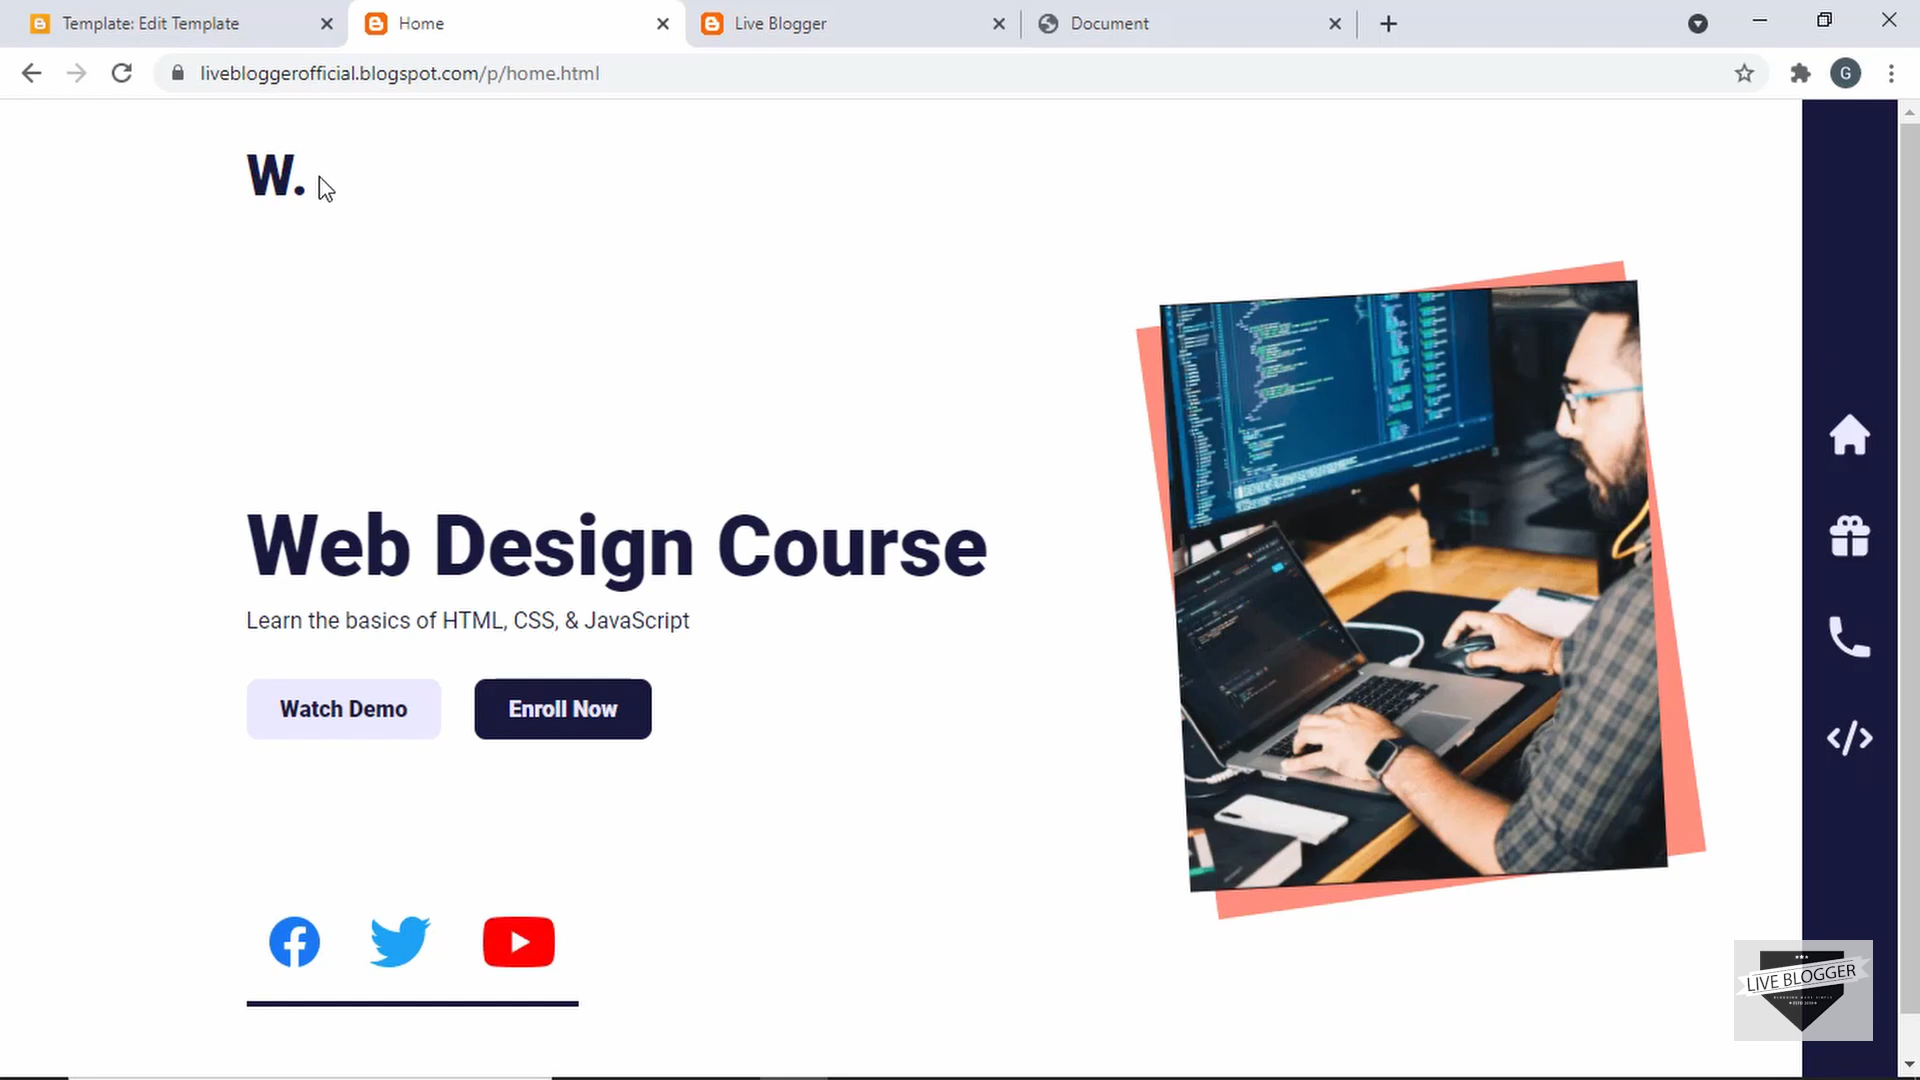 Template: Edit Template
Home
Live Blogger
Document
livebloggerofficial.blogspot.com/p/home.html
G
W.
Web Design Course
Learn the basics of HTML, CSS, & JavaScript
Watch Demo
Enroll Now
LIVE BLOGGER